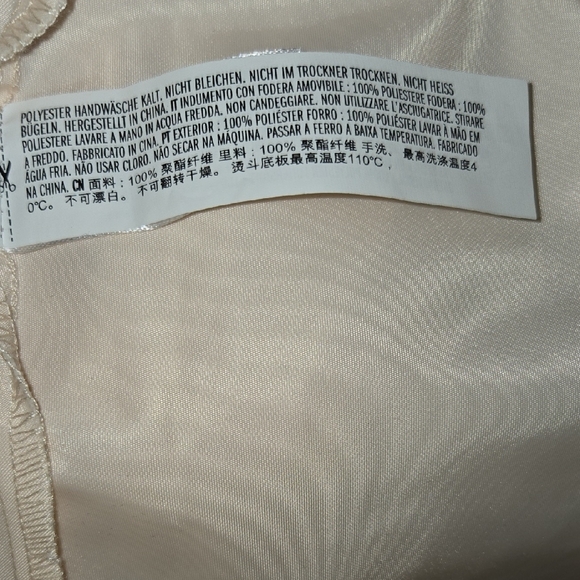 POLYESTER HANDWÄSCHE KALT. NICHT BLEICHEN. NICHT IM TROCKNER TROCKNEN. NICHT HEISS
BÜGELN. HERGESTELLT IN CHINA. IT INDUMENTO CON FODERA AMOVIBILE : 100% POLIESTERE FODERA : 100%
POLIESTERE LAVARE A MANO IN ACQUA FREDDA. NON CANDEGGIARE. NON UTILIZZARE L'ASCIUGATRICE. STIRARE
A FREDDO. FABBRICATO IN CINA. PT EXTERIOR : 100% POLIÉSTER FORRO : 100% POLIÉSTER LAVAR À MÃO EM
ÁGUA FRIA. NÃO USAR CLORO. NÃO SECAR NA MÁQUINA. PASSAR A FERRO À BAIXA TEMPERATURA. FABRICADO
NA CHINA. CN 面料 : 100% 聚酯纤维 里料 : 100% 聚酯纤维 手洗、 最高洗涤温度4
0℃。 不可漂白。 不可翻转干燥。 烫斗底板最高温度110℃,